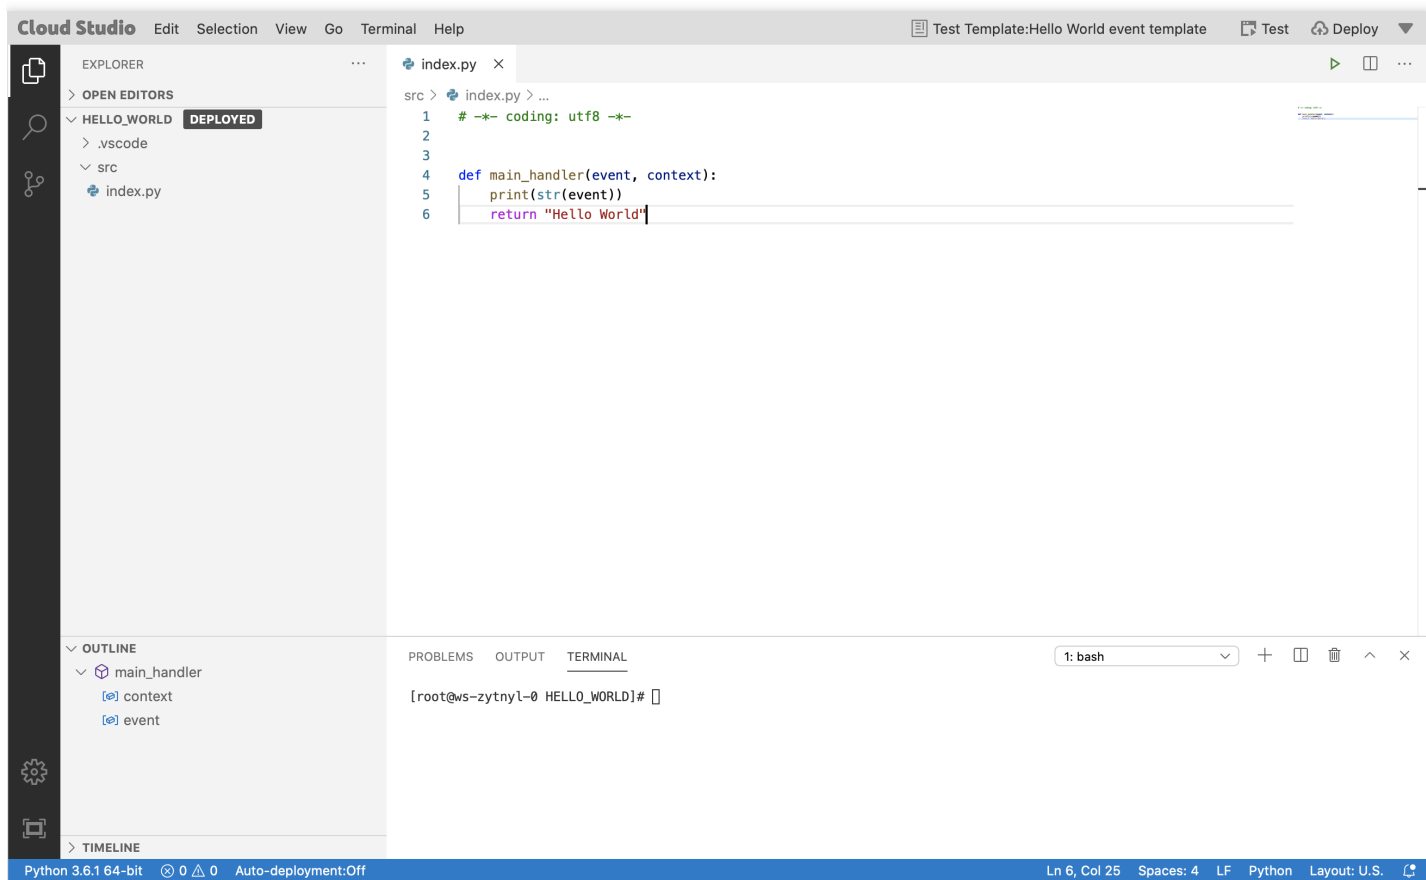 Cloud Studio Edit Selection View Go Terminal Help Test Template:Hello World event template Test Deploy
EXPLORER ···
OPEN EDITORS
HELLO_WORLD DEPLOYED
.vscode
src
index.py
index.py
src > index.py > ...
1 # -*- coding: utf8 -*-
2
3
4 def main_handler(event, context):
5     print(str(event))
6     return "Hello World"
OUTLINE
main_handler
context
event
TIMELINE
PROBLEMS OUTPUT TERMINAL 1: bash
[root@ws-zytnyl-0 HELLO_WORLD]#
Python 3.6.1 64-bit 0 0 Auto-deployment:Off Ln 6, Col 25 Spaces: 4 LF Python Layout: U.S.